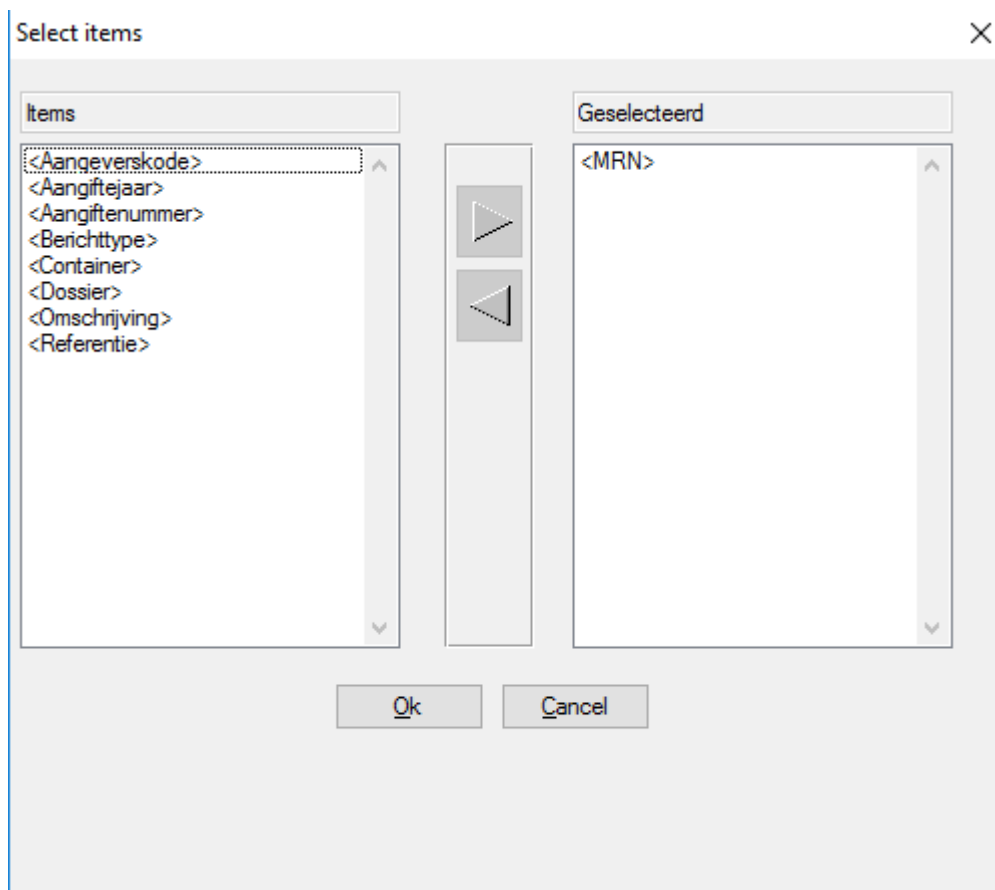 Select items
Items
Geselecteerd
<Aangeverskode>
<Aangiftejaar>
<Aangiftenummer>
<Berichttype>
<Container>
<Dossier>
<Omschrijving>
<Referentie>
<MRN>
Ok
Cancel